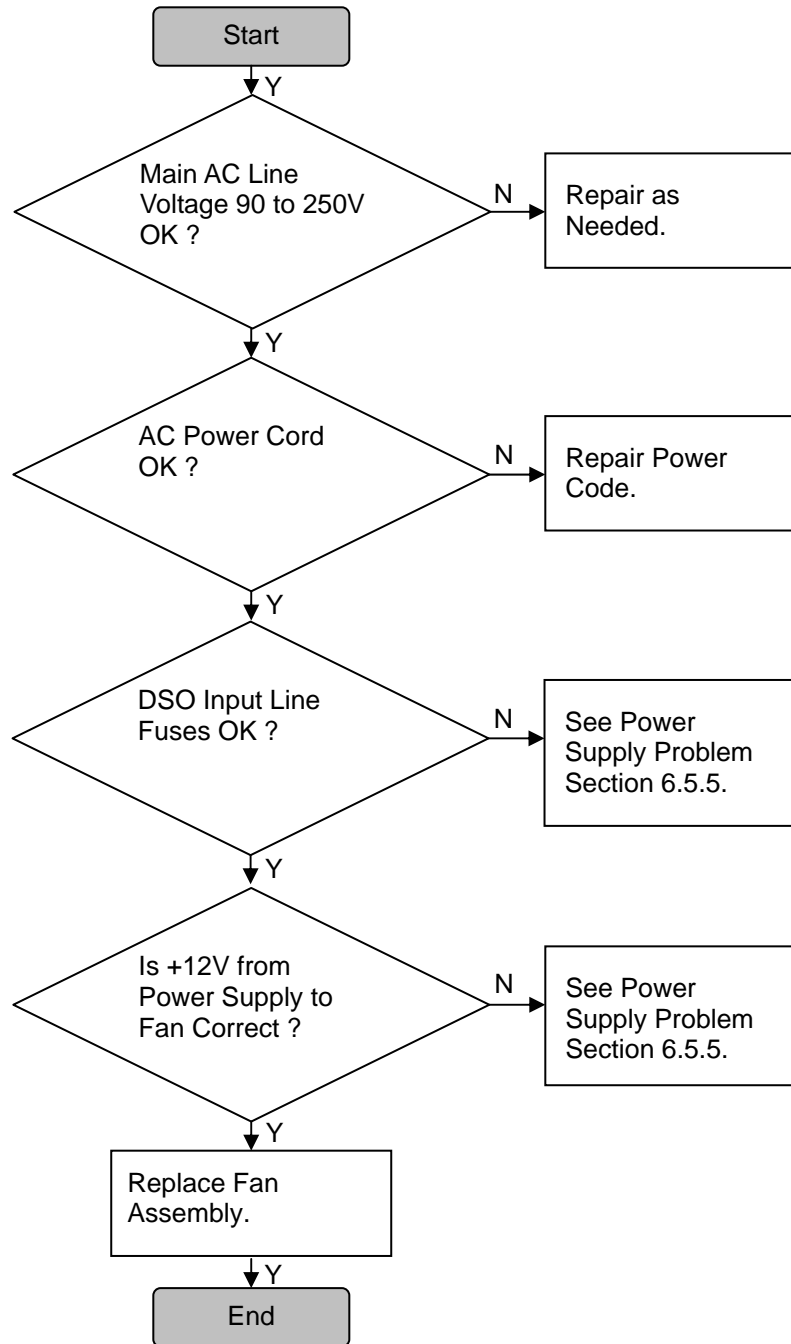 Start
Y
Main AC Line
Voltage 90 to 250V
OK ?
N
Repair as
Needed.
Y
AC Power Cord
OK ?
N
Repair Power
Code.
Y
DSO Input Line
Fuses OK ?
N
See Power
Supply Problem
Section 6.5.5.
Y
Is +12V from
Power Supply to
Fan Correct ?
N
See Power
Supply Problem
Section 6.5.5.
Y
Replace Fan
Assembly.
Y
End